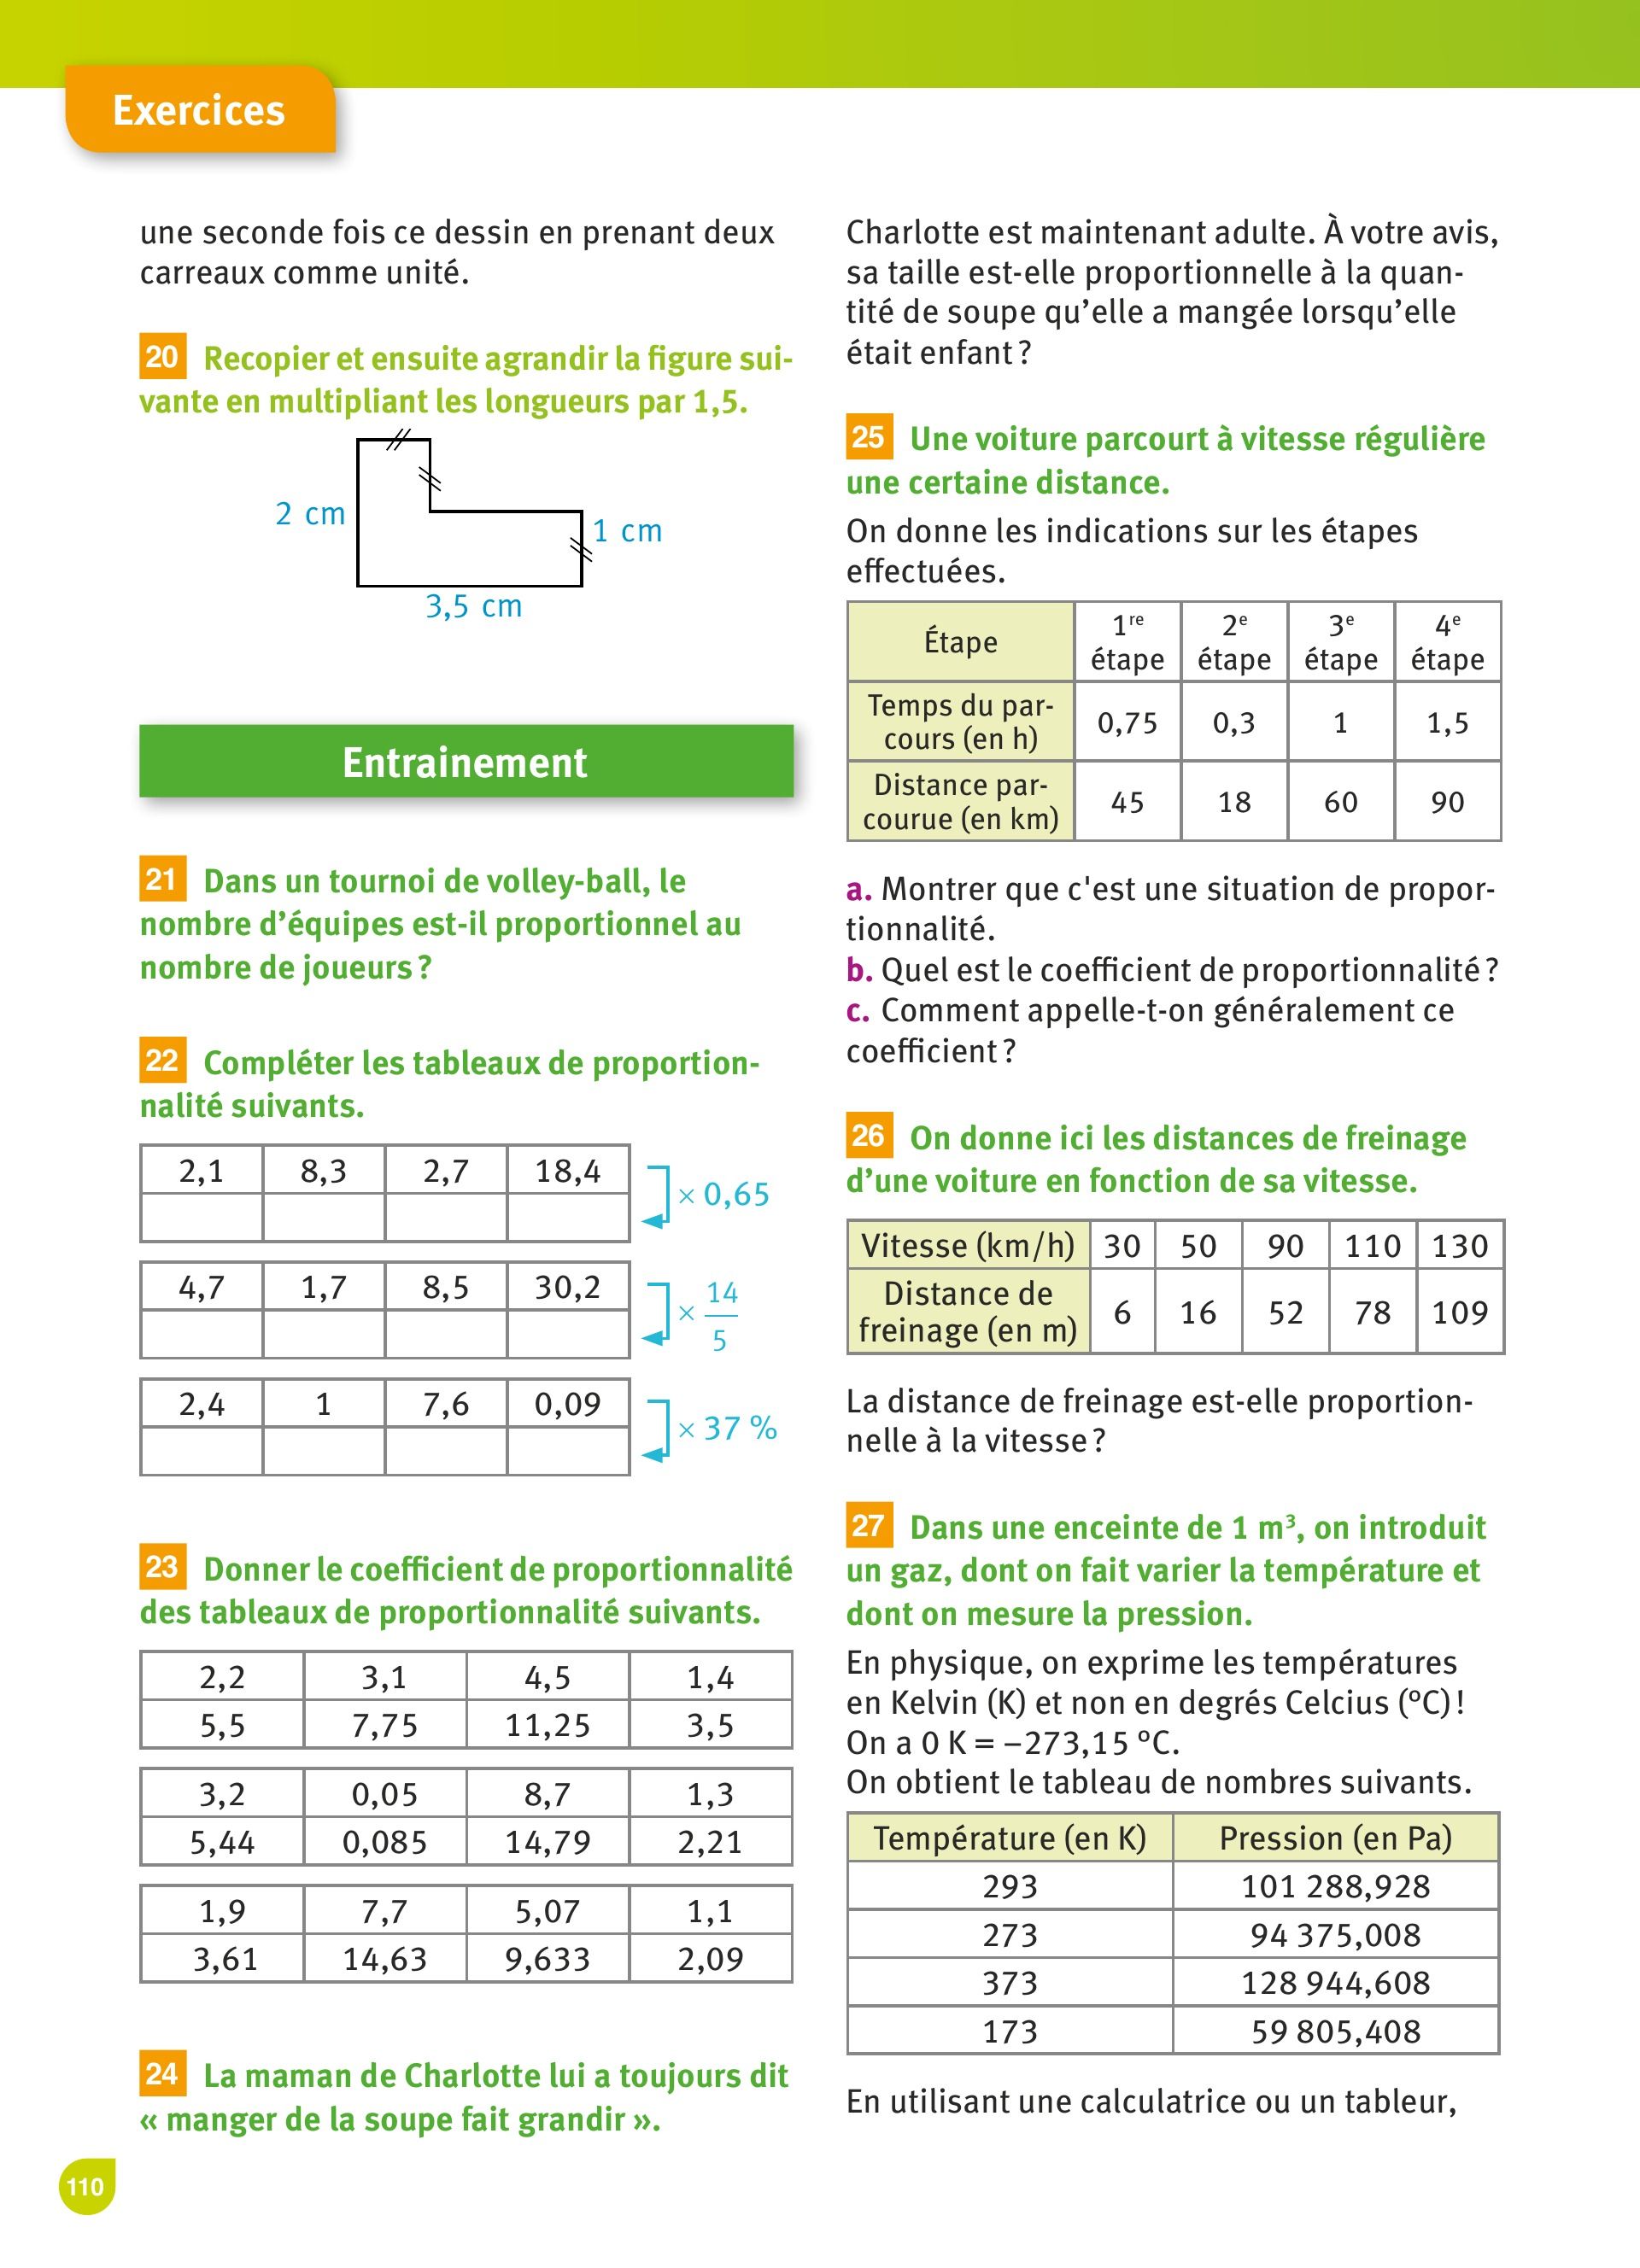 Exercices
une seconde fois ce dessin en prenant deux
carreaux comme unité.
20 Recopier et ensuite agrandir la figure sui-
vante en multipliant les longueurs par 1,5.
2 cm
1 cm
3,5 cm
Entrainement
21 Dans un tournoi de volley-ball, le
nombre d’équipes est-il proportionnel au
nombre de joueurs ?
22 Compléter les tableaux de proportion-
nalité suivants.
2,1 8,3 2,7 18,4
× 0,65
4,7 1,7 8,5 30,2
× 14/5
2,4 1 7,6 0,09
× 37 %
23 Donner le coefficient de proportionnalité
des tableaux de proportionnalité suivants.
2,2 3,1 4,5 1,4
5,5 7,75 11,25 3,5
3,2 0,05 8,7 1,3
5,44 0,085 14,79 2,21
1,9 7,7 5,07 1,1
3,61 14,63 9,633 2,09
24 La maman de Charlotte lui a toujours dit
« manger de la soupe fait grandir ».
110
Charlotte est maintenant adulte. À votre avis,
sa taille est-elle proportionnelle à la quan-
tité de soupe qu’elle a mangée lorsqu’elle
était enfant ?
25 Une voiture parcourt à vitesse régulière
une certaine distance.
On donne les indications sur les étapes
effectuées.
Étape 1re étape 2e étape 3e étape 4e étape
Temps du par-
cours (en h) 0,75 0,3 1 1,5
Distance par-
courue (en km) 45 18 60 90
a. Montrer que c'est une situation de propor-
tionnalité.
b. Quel est le coefficient de proportionnalité ?
c. Comment appelle-t-on généralement ce
coefficient ?
26 On donne ici les distances de freinage
d’une voiture en fonction de sa vitesse.
Vitesse (km/h) 30 50 90 110 130
Distance de
freinage (en m) 6 16 52 78 109
La distance de freinage est-elle proportion-
nelle à la vitesse ?
27 Dans une enceinte de 1 m³, on introduit
un gaz, dont on fait varier la température et
dont on mesure la pression.
En physique, on exprime les températures
en Kelvin (K) et non en degrés Celcius (°C) !
On a 0 K = −273,15 °C.
On obtient le tableau de nombres suivants.
Température (en K) Pression (en Pa)
293 101 288,928
273 94 375,008
373 128 944,608
173 59 805,408
En utilisant une calculatrice ou un tableur,